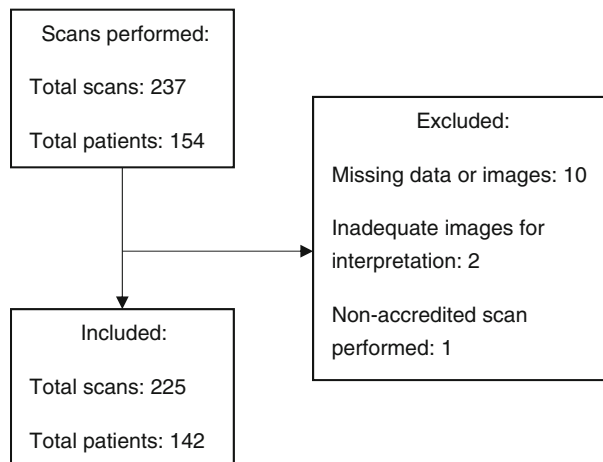 Scans performed:
Total scans: 237
Total patients: 154
Excluded:
Missing data or images: 10
Inadequate images for
interpretation: 2
Non-accredited scan
performed: 1
Included:
Total scans: 225
Total patients: 142